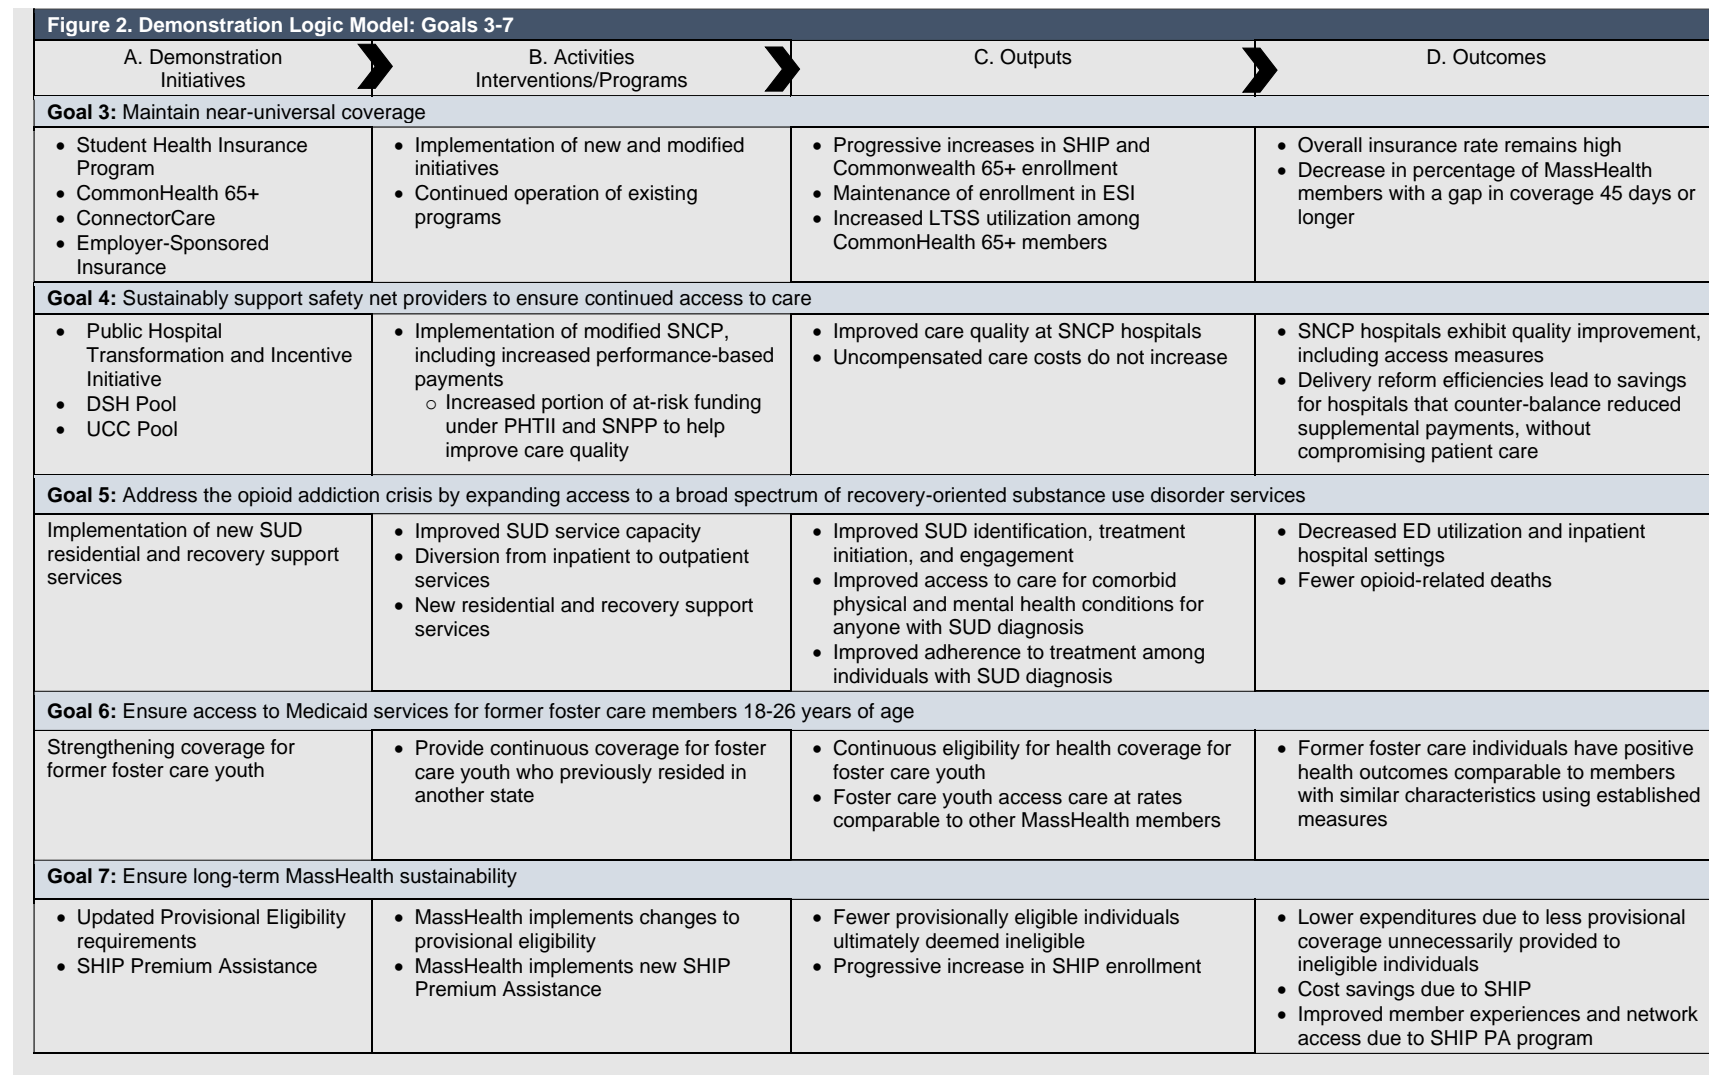 Figure 2. Demonstration Logic Model: Goals 3-7
A. Demonstration
Initiatives
B. Activities
Interventions/Programs
C. Outputs
D. Outcomes
Goal 3: Maintain near-universal coverage
• Student Health Insurance
Program
• CommonHealth 65+
• ConnectorCare
• Employer-Sponsored
Insurance
• Implementation of new and modified
initiatives
• Continued operation of existing
programs
• Progressive increases in SHIP and
Commonwealth 65+ enrollment
• Maintenance of enrollment in ESI
• Increased LTSS utilization among
CommonHealth 65+ members
• Overall insurance rate remains high
• Decrease in percentage of MassHealth
members with a gap in coverage 45 days or
longer
Goal 4: Sustainably support safety net providers to ensure continued access to care
• Public Hospital
Transformation and Incentive
Initiative
• DSH Pool
• UCC Pool
• Implementation of modified SNCP,
including increased performance-based
payments
o Increased portion of at-risk funding
under PHTII and SNPP to help
improve care quality
• Improved care quality at SNCP hospitals
• Uncompensated care costs do not increase
• SNCP hospitals exhibit quality improvement,
including access measures
• Delivery reform efficiencies lead to savings
for hospitals that counter-balance reduced
supplemental payments, without
compromising patient care
Goal 5: Address the opioid addiction crisis by expanding access to a broad spectrum of recovery-oriented substance use disorder services
Implementation of new SUD
residential and recovery support
services
• Improved SUD service capacity
• Diversion from inpatient to outpatient
services
• New residential and recovery support
services
• Improved SUD identification, treatment
initiation, and engagement
• Improved access to care for comorbid
physical and mental health conditions for
anyone with SUD diagnosis
• Improved adherence to treatment among
individuals with SUD diagnosis
• Decreased ED utilization and inpatient
hospital settings
• Fewer opioid-related deaths
Goal 6: Ensure access to Medicaid services for former foster care members 18-26 years of age
Strengthening coverage for
former foster care youth
• Provide continuous coverage for foster
care youth who previously resided in
another state
• Continuous eligibility for health coverage for
foster care youth
• Foster care youth access care at rates
comparable to other MassHealth members
• Former foster care individuals have positive
health outcomes comparable to members
with similar characteristics using established
measures
Goal 7: Ensure long-term MassHealth sustainability
• Updated Provisional Eligibility
requirements
• SHIP Premium Assistance
• MassHealth implements changes to
provisional eligibility
• MassHealth implements new SHIP
Premium Assistance
• Fewer provisionally eligible individuals
ultimately deemed ineligible
• Progressive increase in SHIP enrollment
• Lower expenditures due to less provisional
coverage unnecessarily provided to
ineligible individuals
• Cost savings due to SHIP
• Improved member experiences and network
access due to SHIP PA program